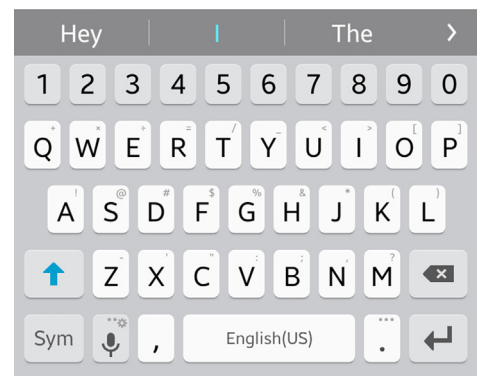 Hey I The >
1 2 3 4 5 6 7 8 9 0
+ × ÷ = / _ < > [ ]
Q W E R T Y U I O P
! @ # $ % & * ( )
A S D F G H J K L
- ' " : ; , ?
Z X C V B N M
Sym , English(US) .